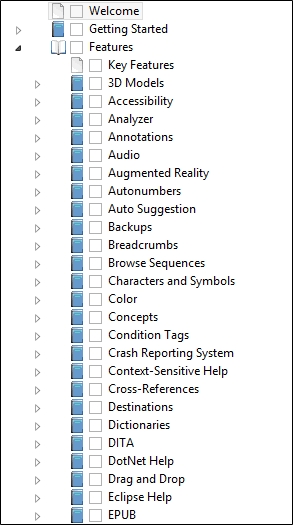 Welcome
Getting Started
Features
Key Features
3D Models
Accessibility
Analyzer
Annotations
Audio
Augmented Reality
Autonumbers
Auto Suggestion
Backups
Breadcrumbs
Browse Sequences
Characters and Symbols
Color
Concepts
Condition Tags
Crash Reporting System
Context-Sensitive Help
Cross-References
Destinations
Dictionaries
DITA
DotNet Help
Drag and Drop
Eclipse Help
EPUB